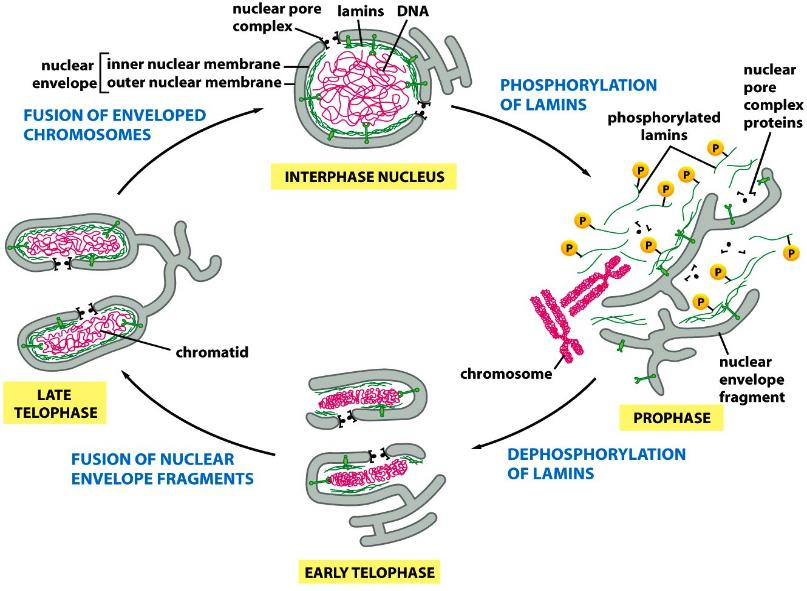 nuclear pore
complex
lamins
DNA
nuclear
envelope
inner nuclear membrane
outer nuclear membrane
INTERPHASE NUCLEUS
PHOSPHORYLATION
OF LAMINS
nuclear
pore
complex
proteins
phosphorylated
lamins
P
P
P
P
P
P
P
P
P
P
chromosome
nuclear
envelope
fragment
PROPHASE
DEPHOSPHORYLATION
OF LAMINS
EARLY TELOPHASE
FUSION OF NUCLEAR
ENVELOPE FRAGMENTS
chromatid
LATE
TELOPHASE
FUSION OF ENVELOPED
CHROMOSOMES